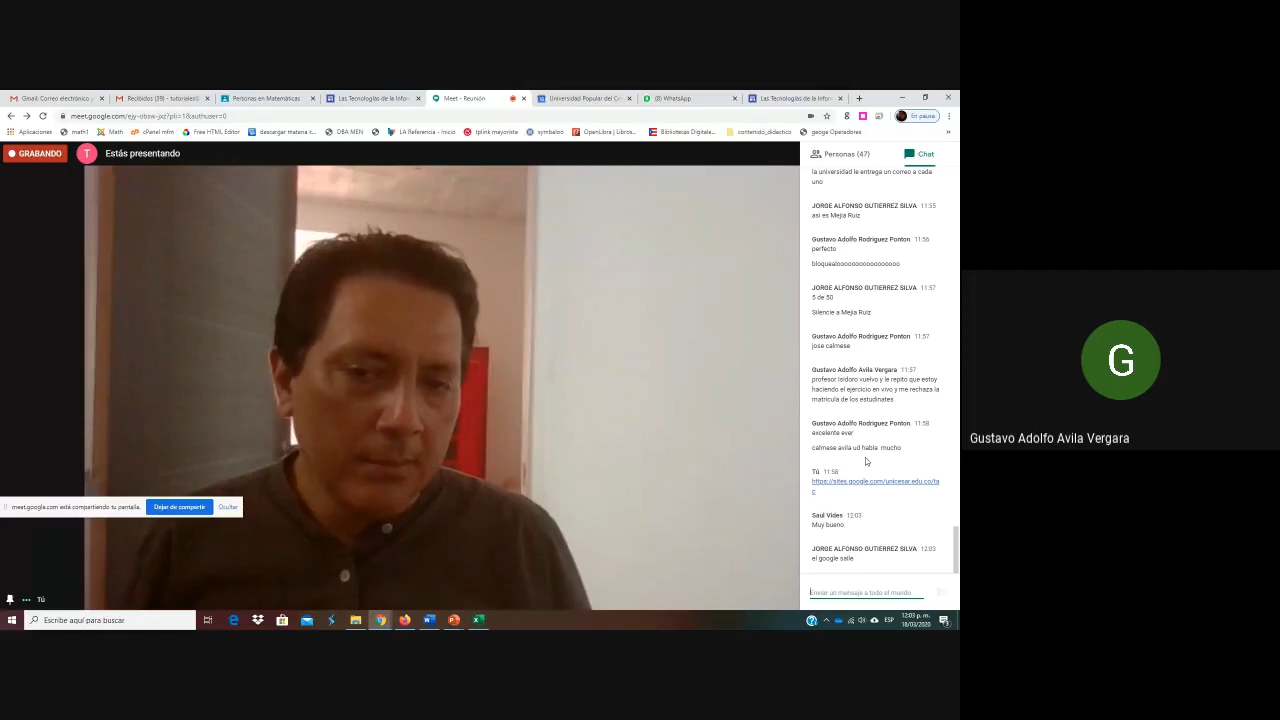 Gmail: Correo electrónico
Recibidos (39) - tutoriales@
Personas en Matemáticas
Las Tecnologías de la Inform
Meet - Reunión
Universidad Popular del Ce
(8) WhatsApp
Las Tecnologías de la Inform
meet.google.com/ejy-obsw-jxz?pli=1&authuser=0
En pausa
Aplicaciones
math1
Math
cPanel mfm
Free HTML Editor
descargar materia c...
OBA MEN
LA Referencia - Inicio
tplink mayorista
symbaloo
OpenLibra | Libros...
Bibliotecas Digitale...
contenido_didactico
geoge Operadores
GRABANDO
T
Estás presentando
Personas (47)
Chat
la universidad le entrega un correo a cada
uno
JORGE ALFONSO GUTIERREZ SILVA 11:55
asi es Mejia Ruiz
Gustavo Adolfo Rodriguez Ponton 11:56
perfecto
JORGE ALFONSO GUTIERREZ SILVA 11:57
5 de 50
Silencie a Mejia Ruiz
Gustavo Adolfo Rodriguez Ponton 11:57
jose calmese
Gustavo Adolfo Avila Vergara 11:57
profesor Isidoro vuelvo y le repito que estoy
haciendo el ejercicio en vivo y me rechaza la
matricula de los estudinates
Gustavo Adolfo Rodriguez Ponton 11:58
excelente ever
calmese avila ud habla mucho
Tú 11:58
https://sites.google.com/unicesar.edu.co/ta
c
Saul Vides 12:03
Muy bueno.
JORGE ALFONSO GUTIERREZ SILVA 12:03
el google saile
Enviar un mensaje a todo el mundo
meet.google.com está compartiendo tu pantalla.
Dejar de compartir
Ocultar
Tú
Escribe aquí para buscar
ESP
12:03 p. m.
18/03/2020
G
Gustavo Adolfo Avila Vergara